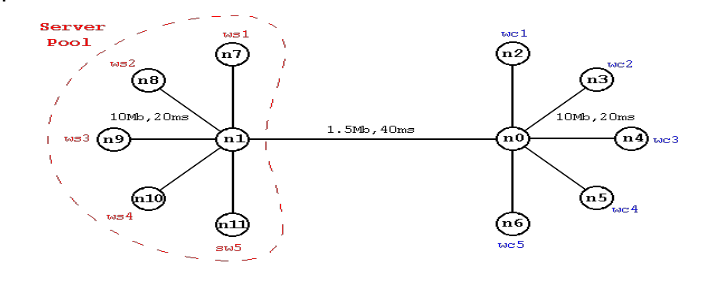 Server
Pool
ws1
n7
ws2
n8
10Mb,20ms
ws3
n9
n1
ws4
n10
n11
sw5
1.5Mb,40ms
wc1
n2
wc2
n3
10Mb,20ms
n0
n4
wc3
n5
wc4
n6
wc5